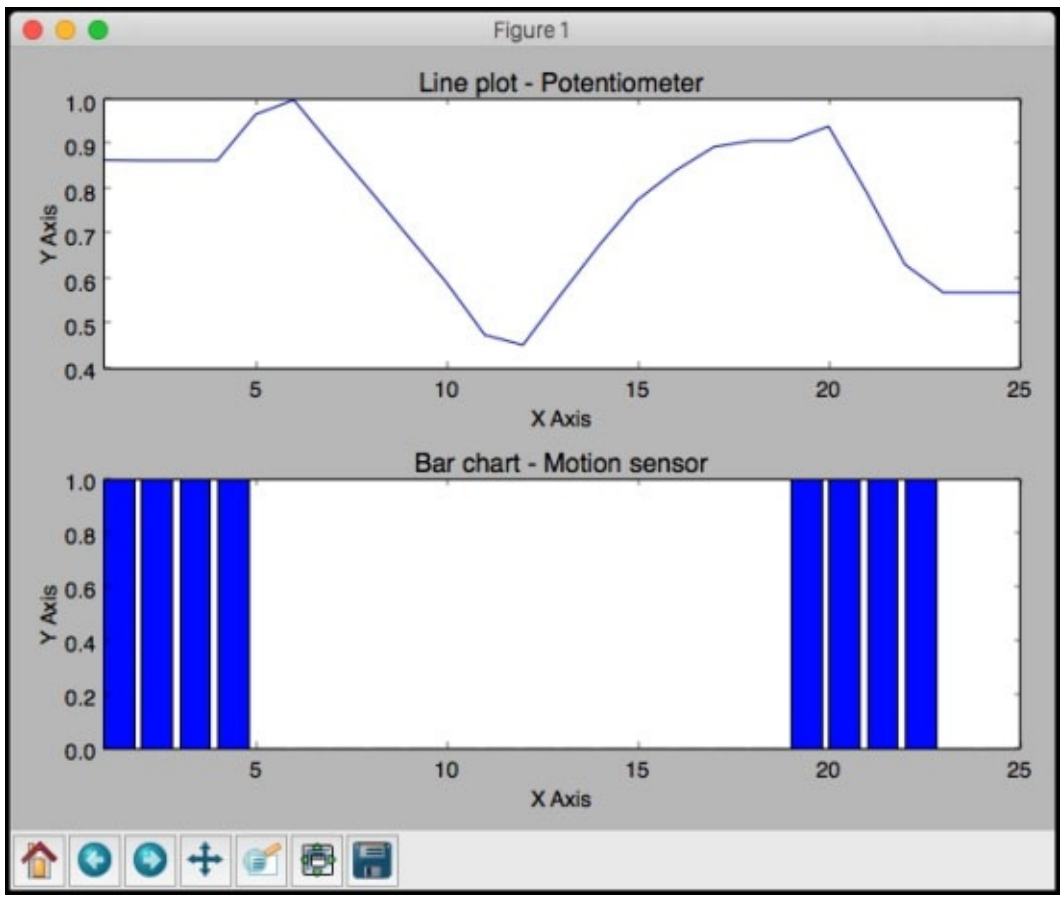 Figure 1
Line plot - Potentiometer
1.0
0.9
0.8
0.7
0.6
0.5
0.4
Y Axis
5 10 15 20 25
X Axis
Bar chart - Motion sensor
1.0
0.8
0.6
0.4
0.2
0.0
Y Axis
5 10 15 20 25
X Axis